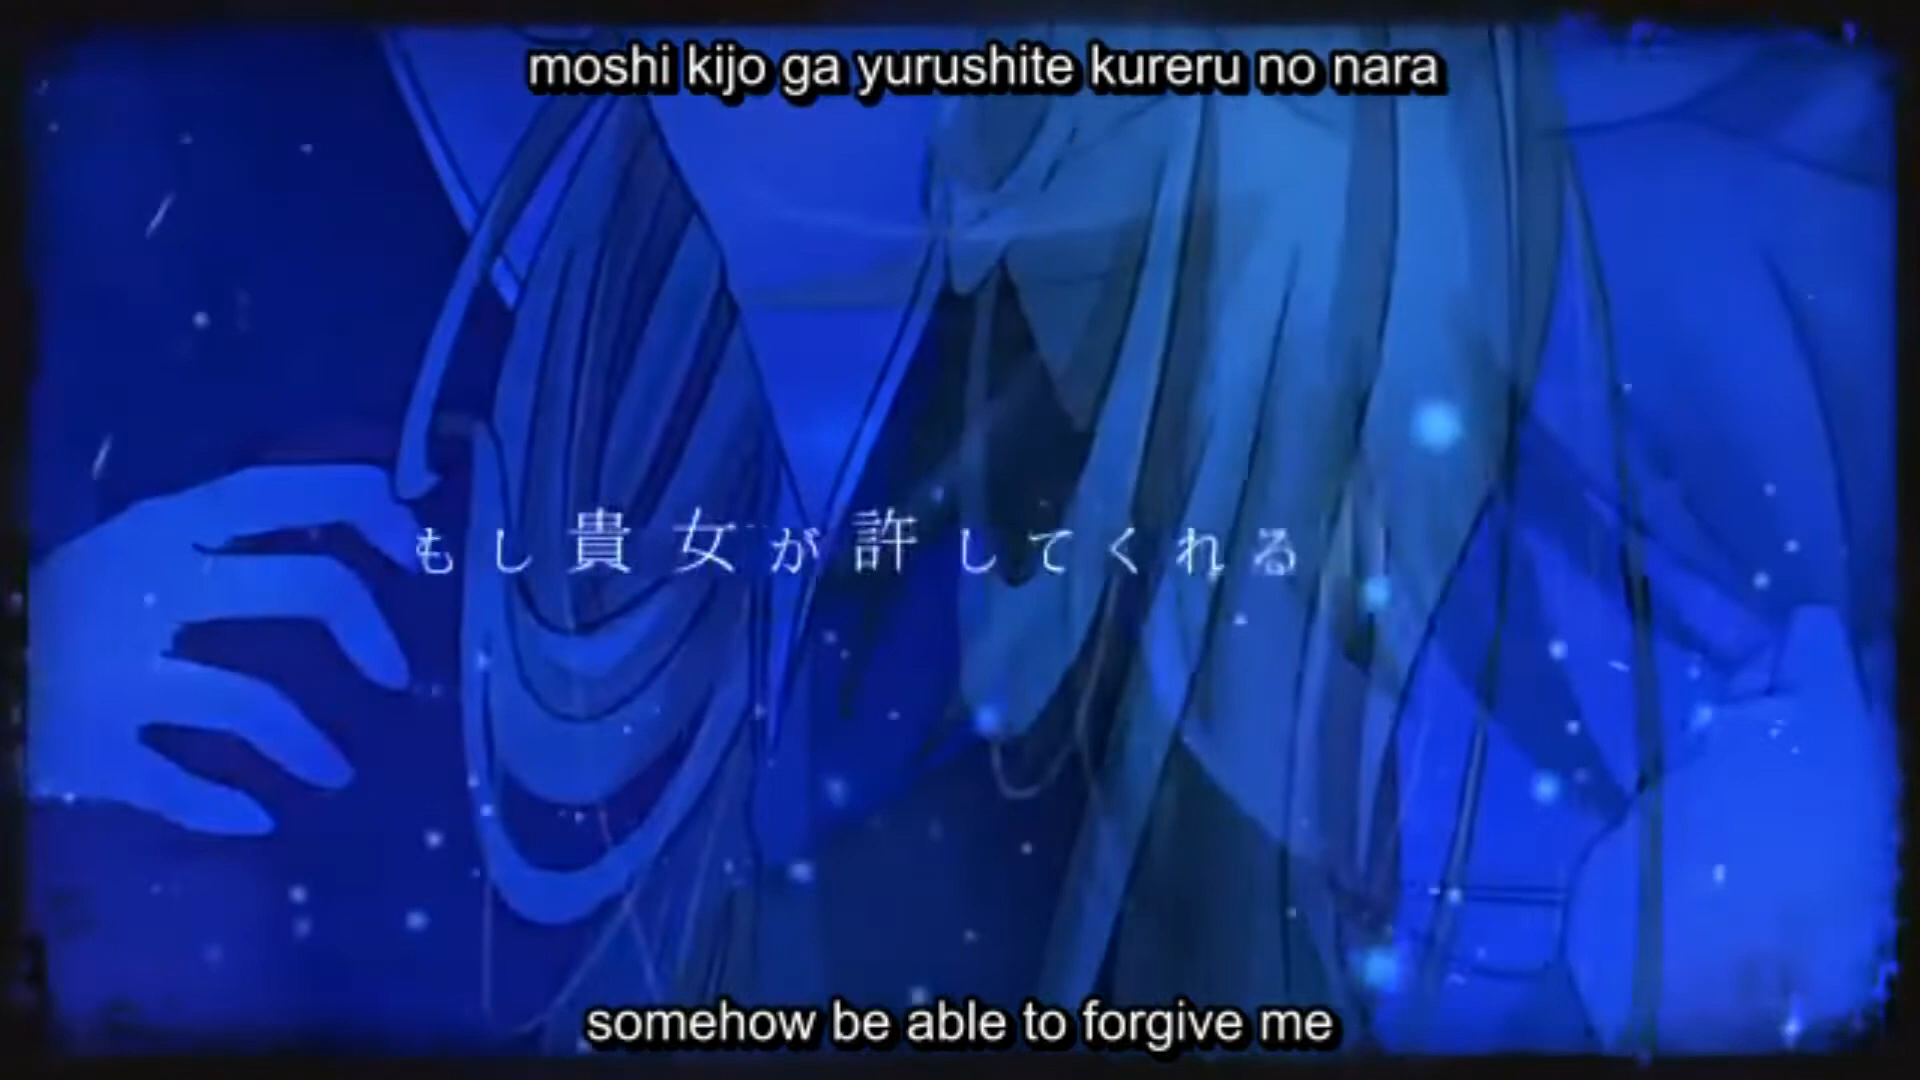 moshi kijo ga yurushite kureru no nara
もし貴女が許してくれる
somehow be able to forgive me